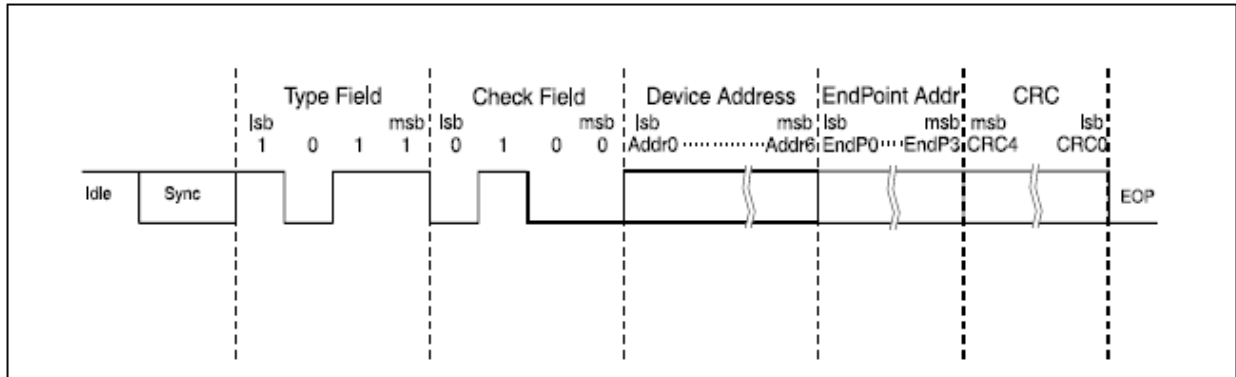 Type Field Check Field Device Address EndPoint Addr CRC
lsb msb lsb msb lsb msb lsb msb msb lsb
1 0 1 1 0 1 0 0 Addr0 ········· Addr6 EndP0 ···· EndP3 CRC4 CRC0
Idle Sync EOP